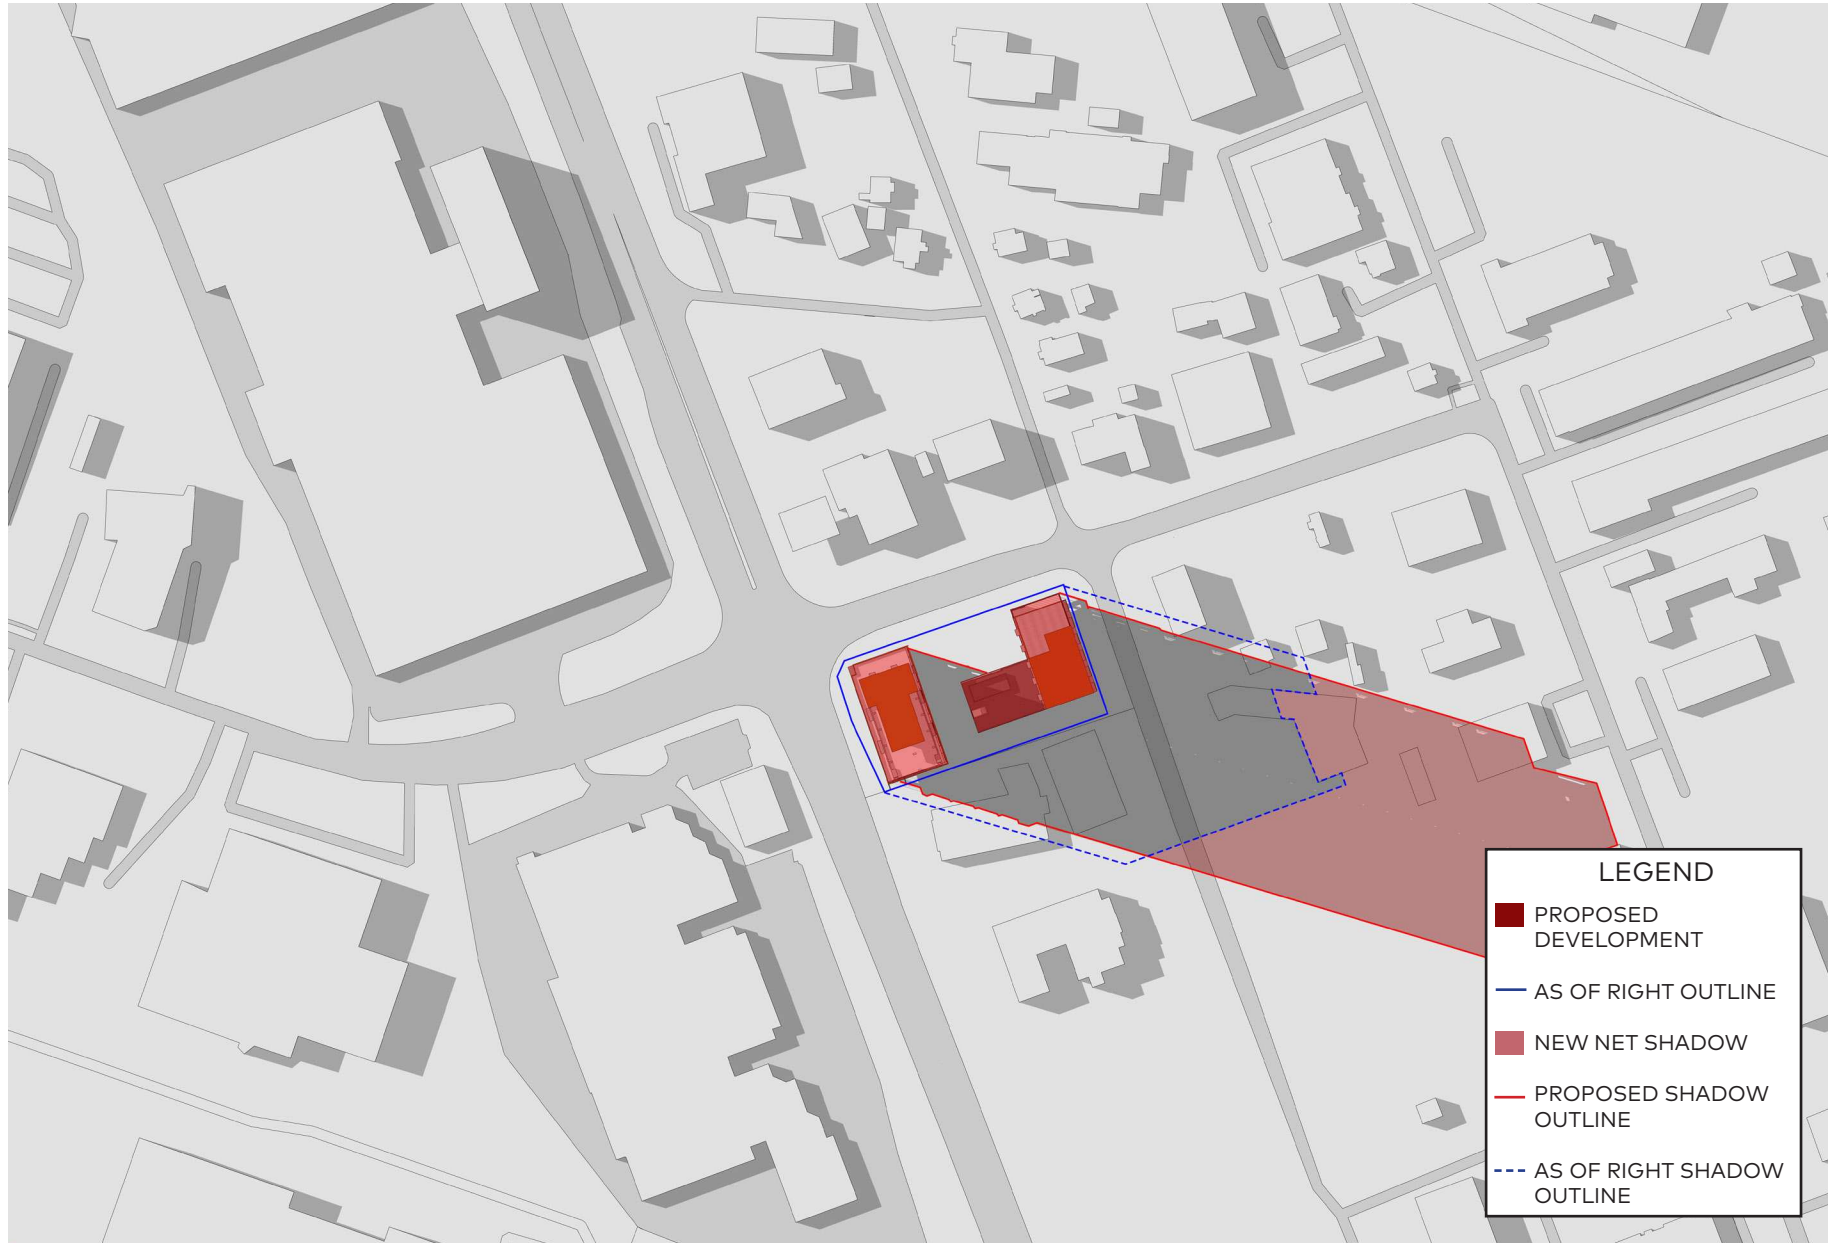 LEGEND
PROPOSED
DEVELOPMENT
AS OF RIGHT OUTLINE
NEW NET SHADOW
PROPOSED SHADOW
OUTLINE
AS OF RIGHT SHADOW
OUTLINE